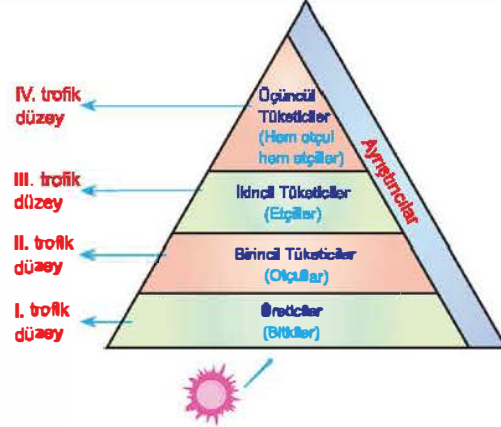 IV. trofik
düzey
Üçüncül
Tüketiciler
(Hem otçul
hem etçiller)
Ayrıştırıcılar
III. trofik
düzey
İkincil Tüketiciler
(Etçiller)
II. trofik
düzey
Birincil Tüketiciler
(Otçullar)
I. trofik
düzey
Üreticiler
(Bitkiler)